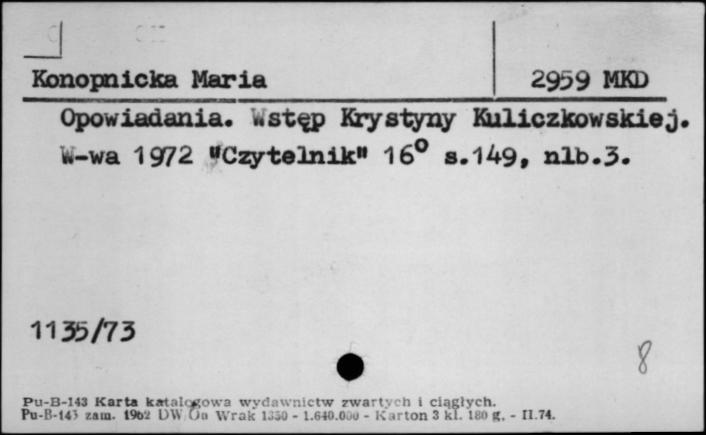 Konopnicka Maria 2959 MKD
Opowiadania. Wstęp Krystyny Kuliczkowskiej.
W-wa 1972 "Czytelnik" 16° s.149, nlb.3.
1135/73
8
Pu-B-143 Karta katalogowa wydawnictw zwartych i ciągłych.
Pu-B-143 zam. 1962 DW Wrak 1350 - 1.640.000 - Karton 3 kl. 180 g. - II.74.